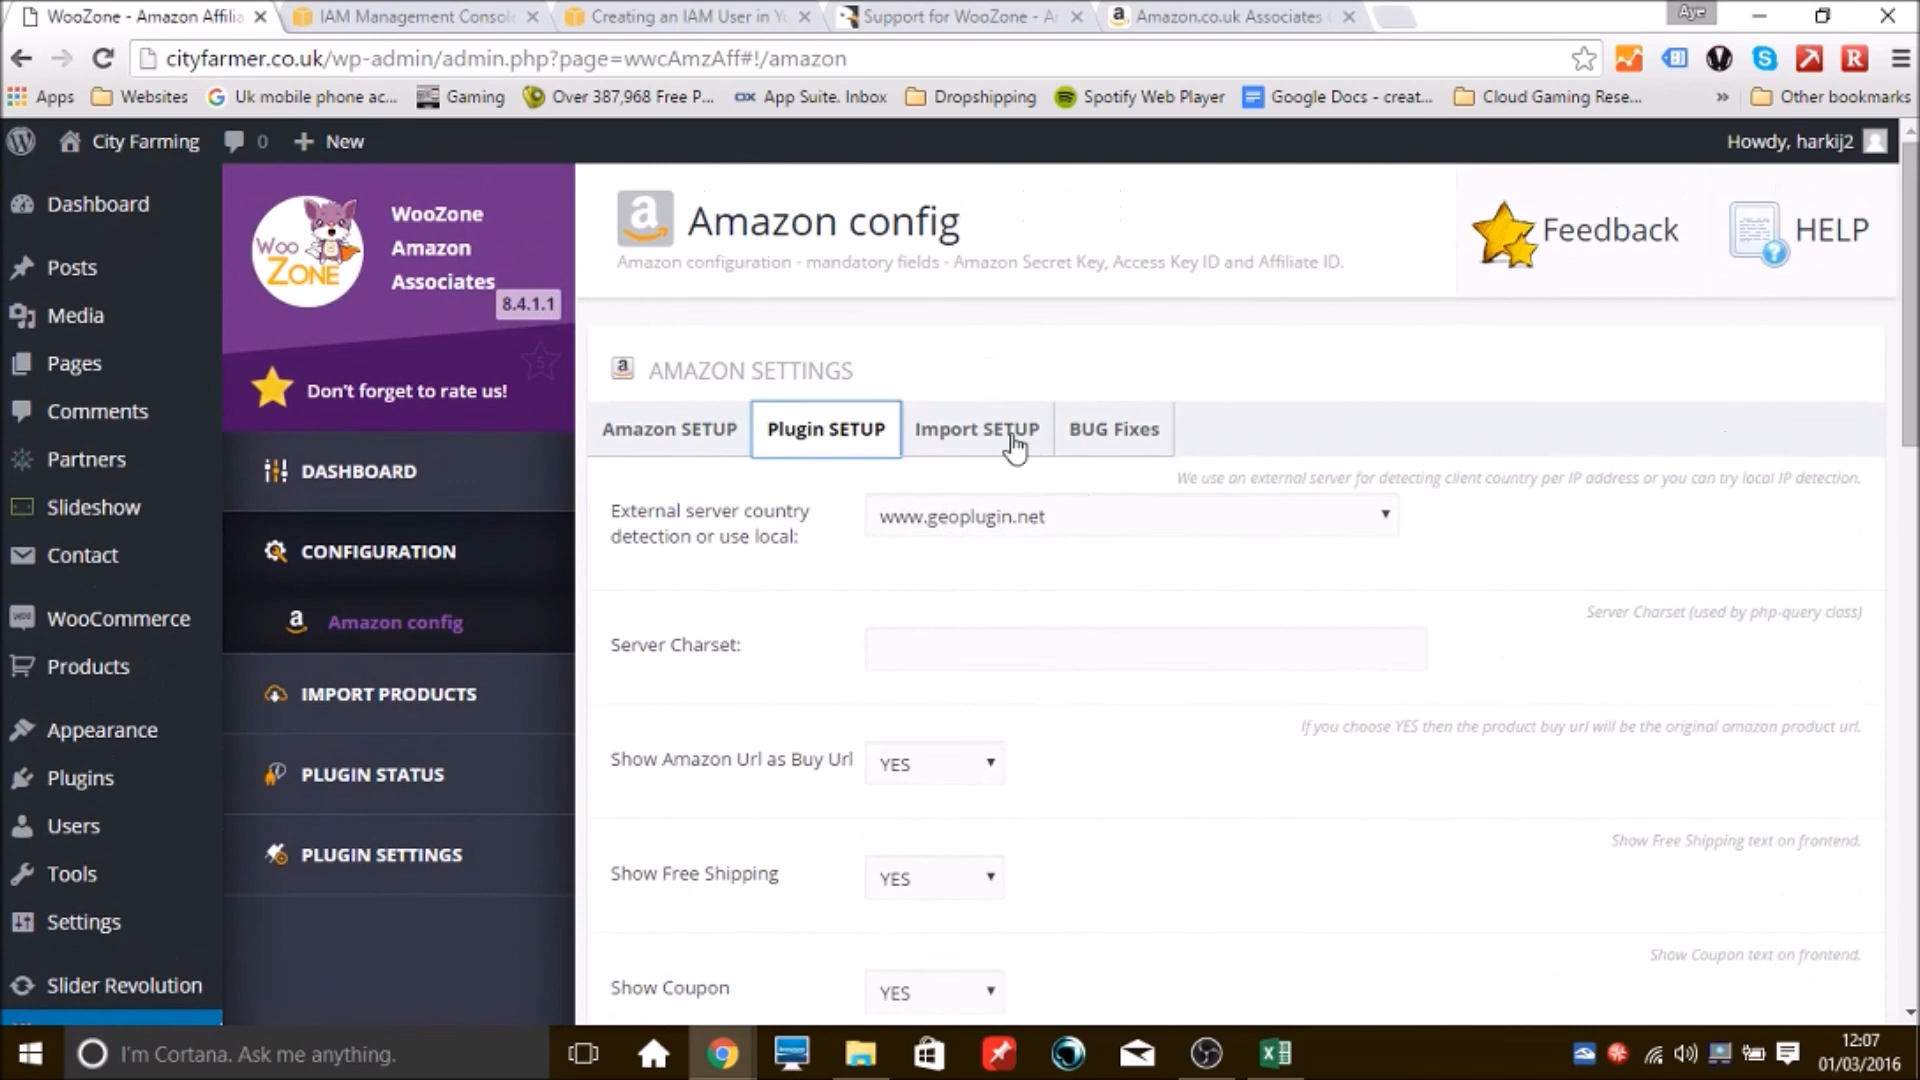 WooZone - Amazon Affili
IAM Management Consol
Creating an IAM User in Y
Support for WooZone - A
Amazon.co.uk Associates
Aye
cityfarmer.co.uk/wp-admin/admin.php?page=wwcAmzAff#!/amazon
Apps
Websites
Uk mobile phone ac...
Gaming
Over 387,968 Free P...
App Suite. Inbox
Dropshipping
Spotify Web Player
Google Docs - creat...
Cloud Gaming Rese...
»
Other bookmarks
City Farming
0
New
Howdy, harkij2
Dashboard
Posts
Media
Pages
Comments
Partners
Slideshow
Contact
WooCommerce
Products
Appearance
Plugins
Users
Tools
Settings
Slider Revolution
Woo
ZONE
WooZone
Amazon
Associates
8.4.1.1
5
Don't forget to rate us!
DASHBOARD
CONFIGURATION
Amazon config
IMPORT PRODUCTS
PLUGIN STATUS
PLUGIN SETTINGS
Amazon config
Amazon configuration - mandatory fields - Amazon Secret Key, Access Key ID and Affiliate ID.
Feedback
HELP
AMAZON SETTINGS
Amazon SETUP
Plugin SETUP
Import SETUP
BUG Fixes
We use an external server for detecting client country per IP address or you can try local IP detection.
External server country
detection or use local:
www.geoplugin.net
Server Charset (used by php-query class)
Server Charset:
If you choose YES then the product buy url will be the original amazon product url.
Show Amazon Url as Buy Url
YES
Show Free Shipping text on frontend.
Show Free Shipping
YES
Show Coupon text on frontend.
Show Coupon
YES
I'm Cortana. Ask me anything.
12:07
01/03/2016